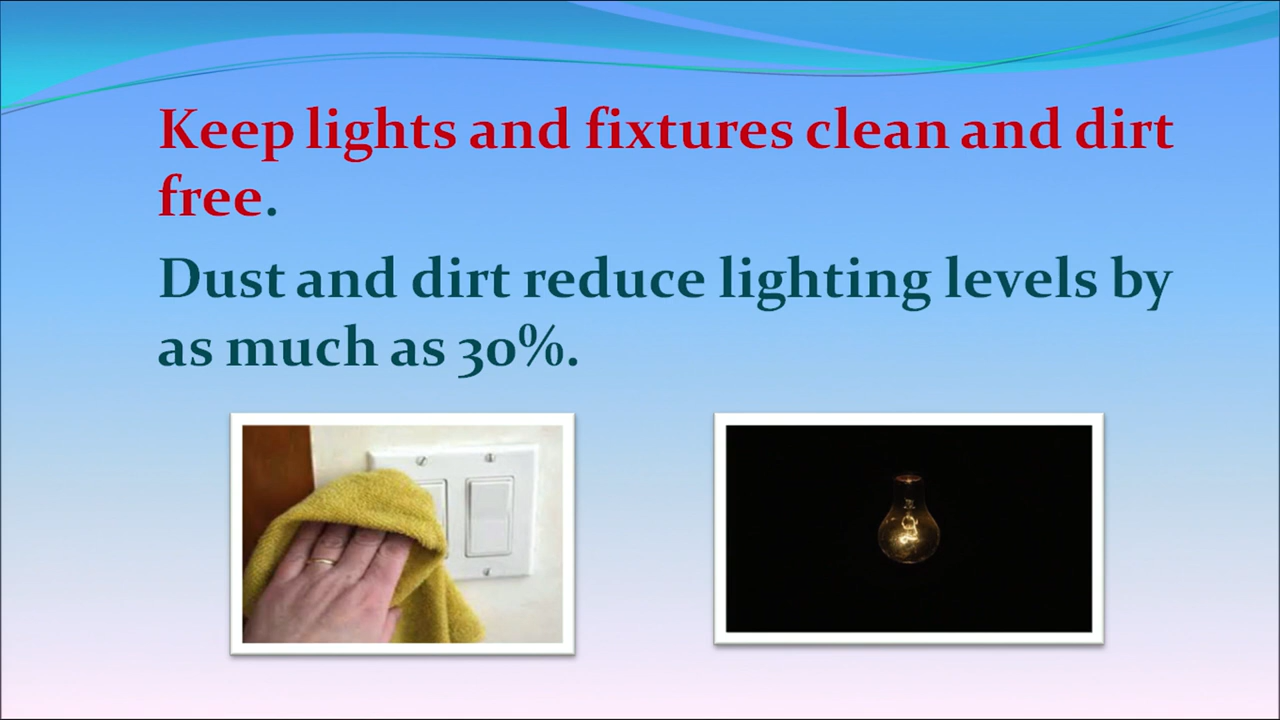 Keep lights and fixtures clean and dirt
free.
Dust and dirt reduce lighting levels by
as much as 30%.